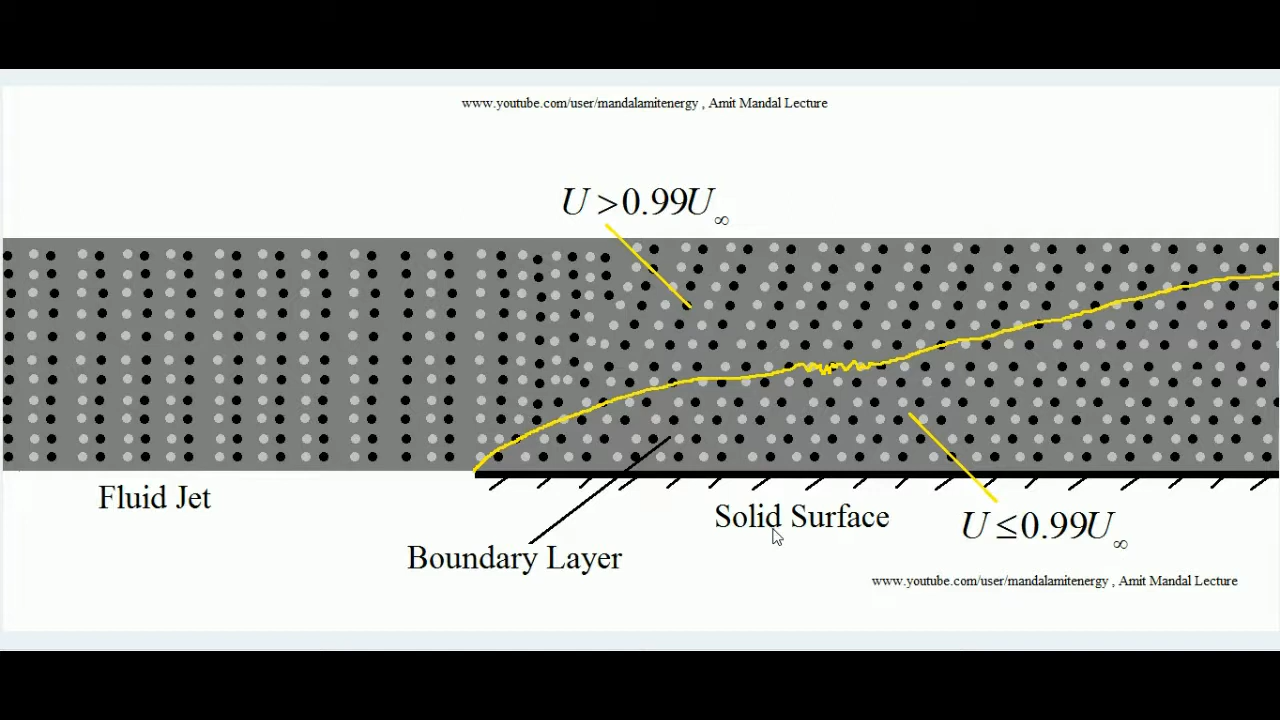 www.youtube.com/user/mandalamitenergy , Amit Mandal Lecture
U >0.99U∞
Fluid Jet
Solid Surface
U ≤0.99U∞
Boundary Layer
www.youtube.com/user/mandalamitenergy , Amit Mandal Lecture